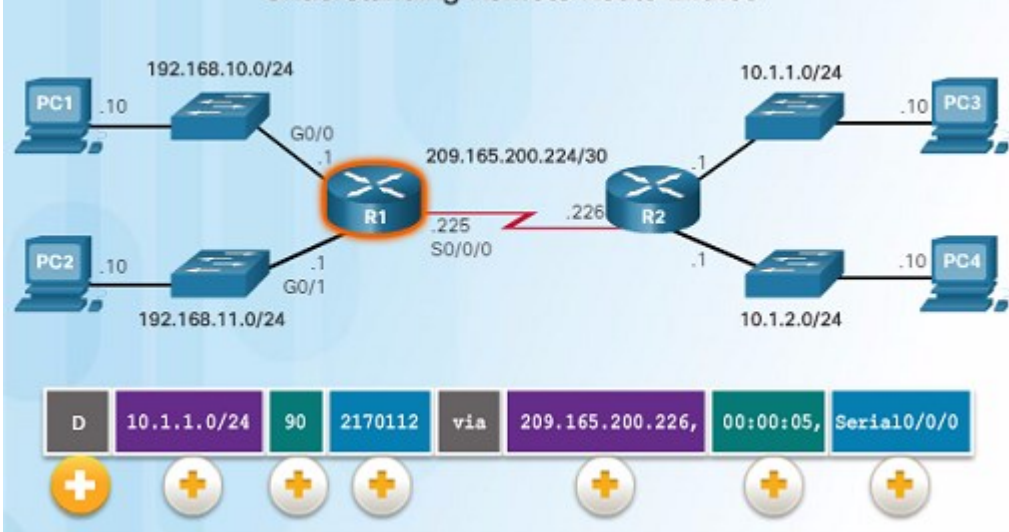 192.168.10.0/24
10.1.1.0/24
PC1
.10
.10
PC3
G0/0
.1
209.165.200.224/30
.1
R1
.226
R2
.225
S0/0/0
PC2
.10
.1
G0/1
.1
.10
PC4
192.168.11.0/24
10.1.2.0/24
D 10.1.1.0/24 90 2170112 via 209.165.200.226, 00:00:05, Serial0/0/0